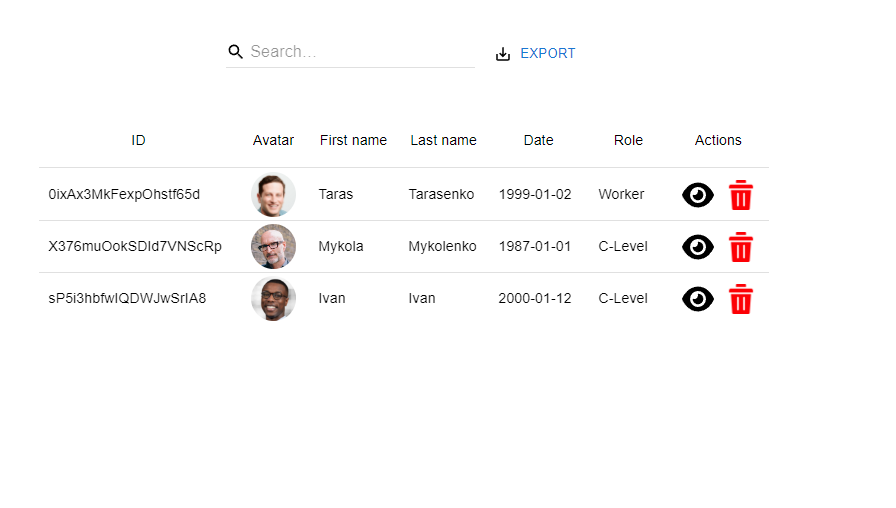 Search…
EXPORT
ID Avatar First name Last name Date Role Actions
0ixAx3MkFexpOhstf65d Taras Tarasenko 1999-01-02 Worker
X376muOokSDId7VNScRp Mykola Mykolenko 1987-01-01 C-Level
sP5i3hbfwIQDWJwSrIA8 Ivan Ivan 2000-01-12 C-Level